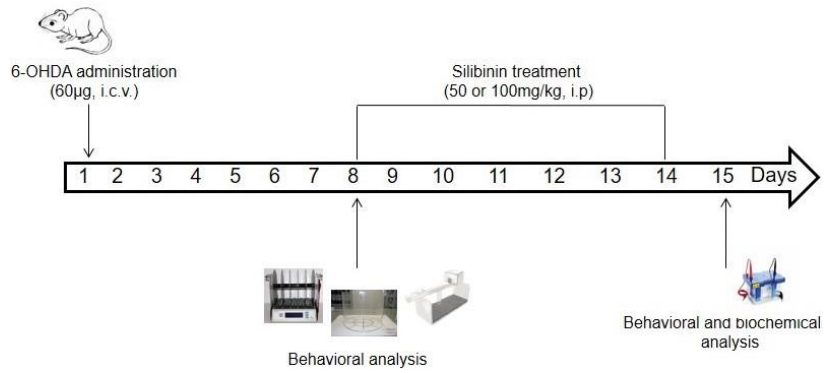 6-OHDA administration
(60µg, i.c.v.)
Silibinin treatment
(50 or 100mg/kg, i.p)
1 2 3 4 5 6 7 8 9 10 11 12 13 14 15 Days
Behavioral analysis
Behavioral and biochemical
analysis